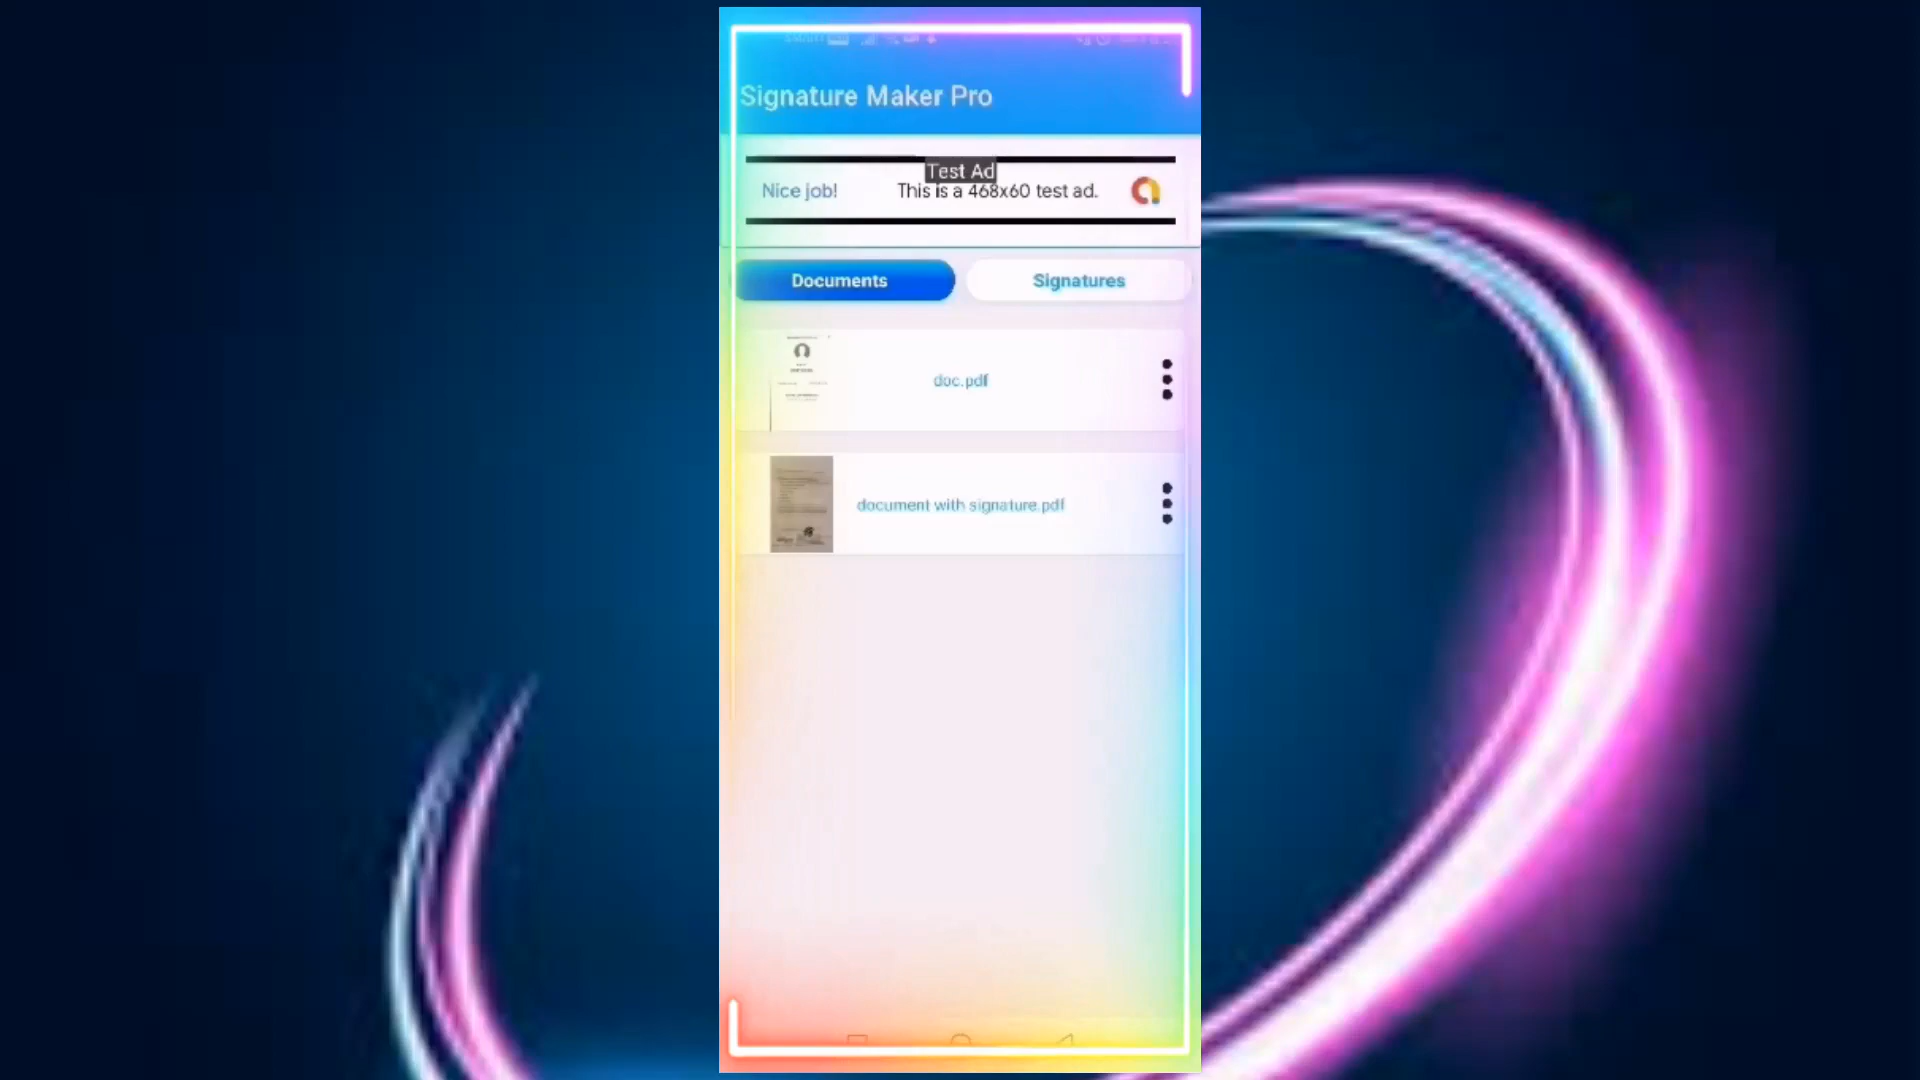 Signature Maker Pro
Test Ad
Nice job! This is a 468x60 test ad.
Documents Signatures
doc.pdf
document with signature.pdf